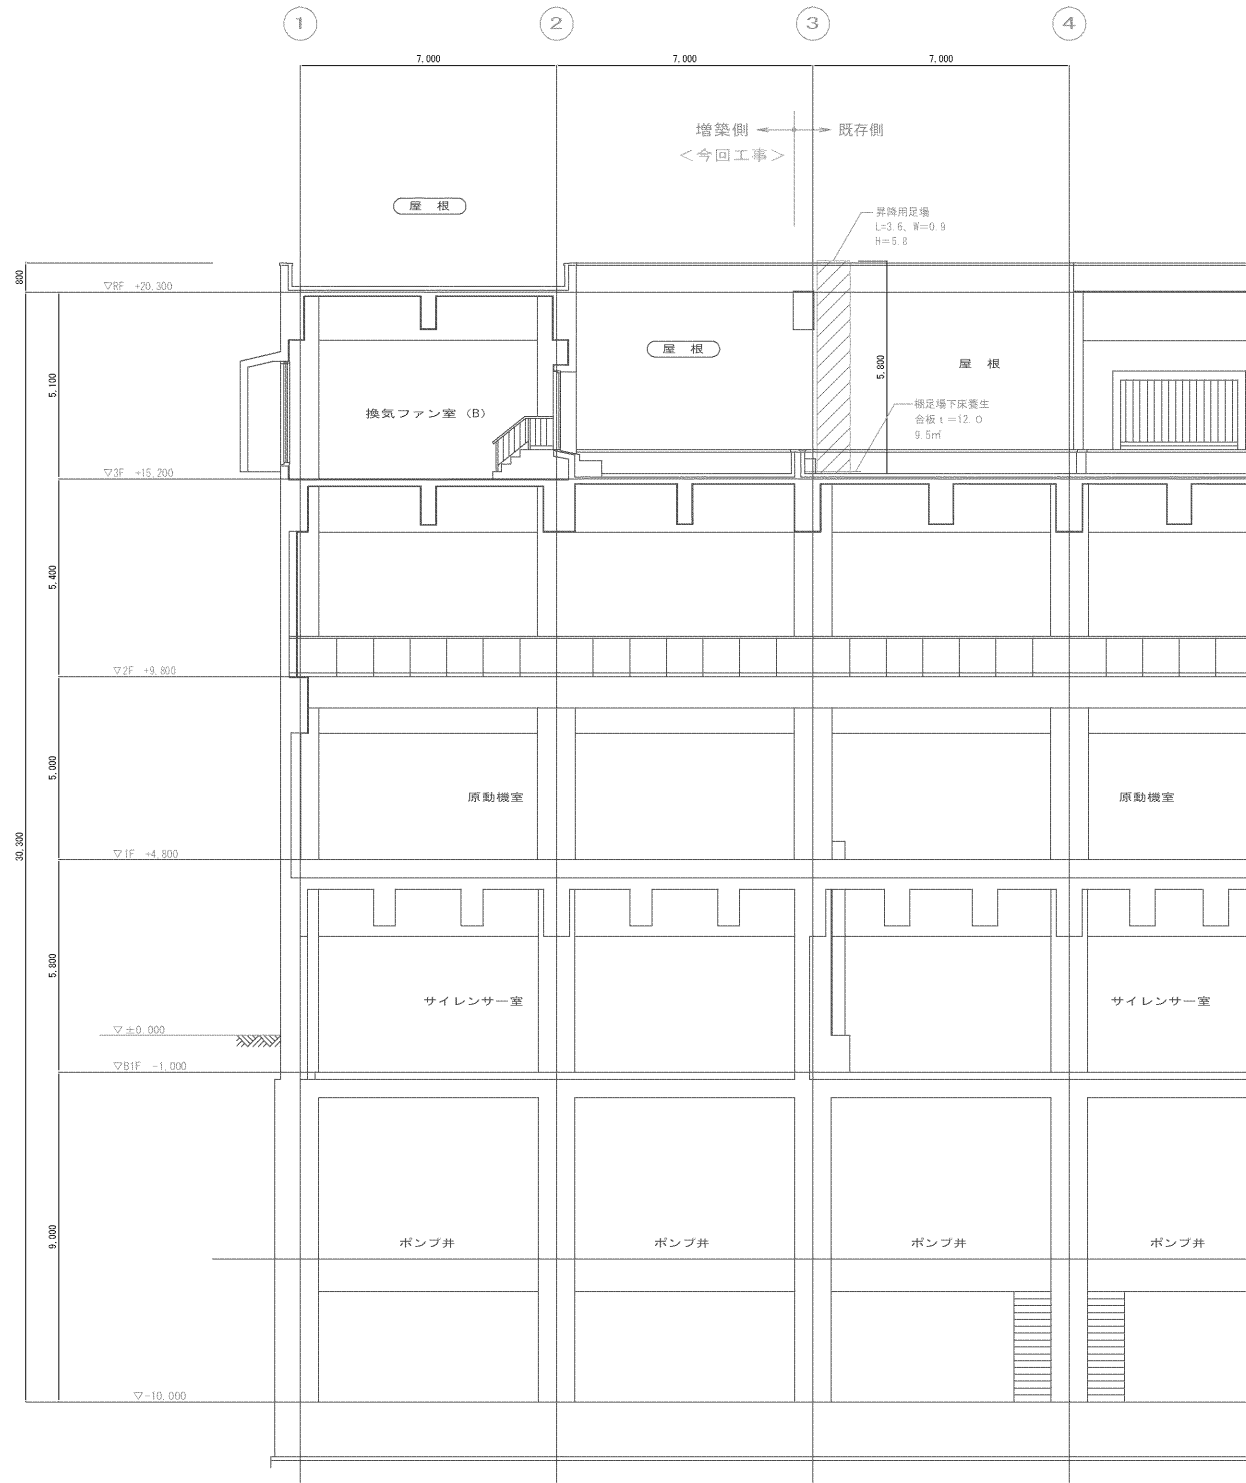 1 2 3 4
7,000 7,000 7,000
増築側 既存側
<今回工事>
屋 根
昇降用足場
L=3.6、W=0.9
H=5.8
800
▽RF +20.300
屋 根
屋 根
5,800
5,100
換気ファン室 (B)
棚足場下床養生
合板 t=12.0
9.5㎡
▽3F +15.200
5,400
▽2F +9.800
5,000
原動機室 原動機室
30,300
▽1F +4.800
5,800
サイレンサー室 サイレンサー室
▽±0.000
▽B1F -1.000
9,000
ポンプ井 ポンプ井 ポンプ井 ポンプ井
▽-10.000